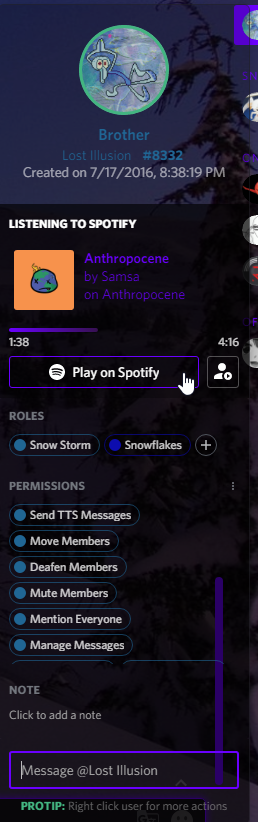 Brother
Lost Illusion #8332
Created on 7/17/2016, 8:38:19 PM
LISTENING TO SPOTIFY
Anthropocene
by Samsa
on Anthropocene
1:38 4:16
Play on Spotify
ROLES
Snow Storm Snowflakes +
PERMISSIONS
Send TTS Messages
Move Members
Deafen Members
Mute Members
Mention Everyone
Manage Messages
NOTE
Click to add a note
Message @Lost Illusion
PROTIP: Right click user for more actions